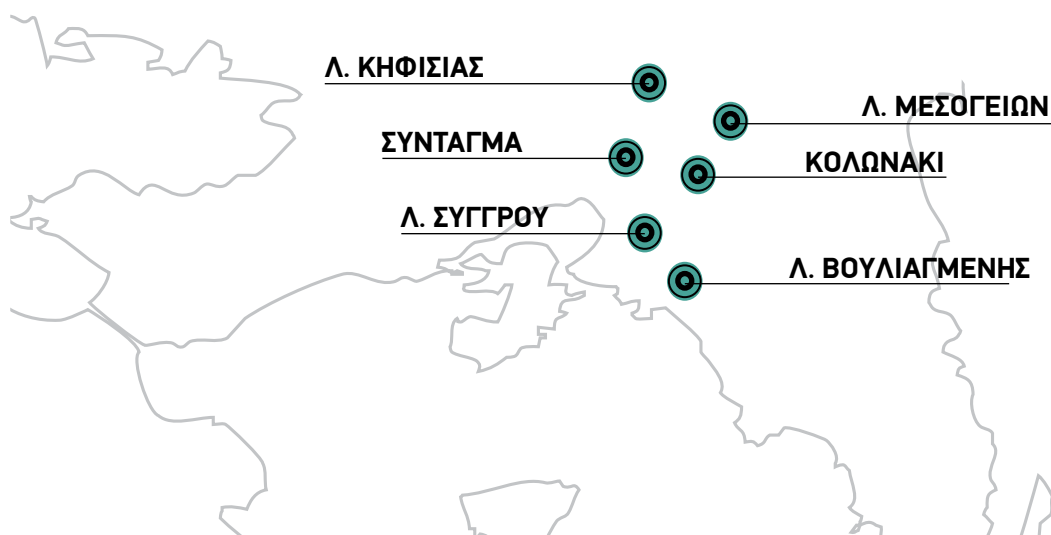 Λ. ΚΗΦΙΣΙΑΣ
Λ. ΜΕΣΟΓΕΙΩΝ
ΣΥΝΤΑΓΜΑ
ΚΟΛΩΝΑΚΙ
Λ. ΣΥΓΓΡΟΥ
Λ. ΒΟΥΛΙΑΓΜΕΝΗΣ